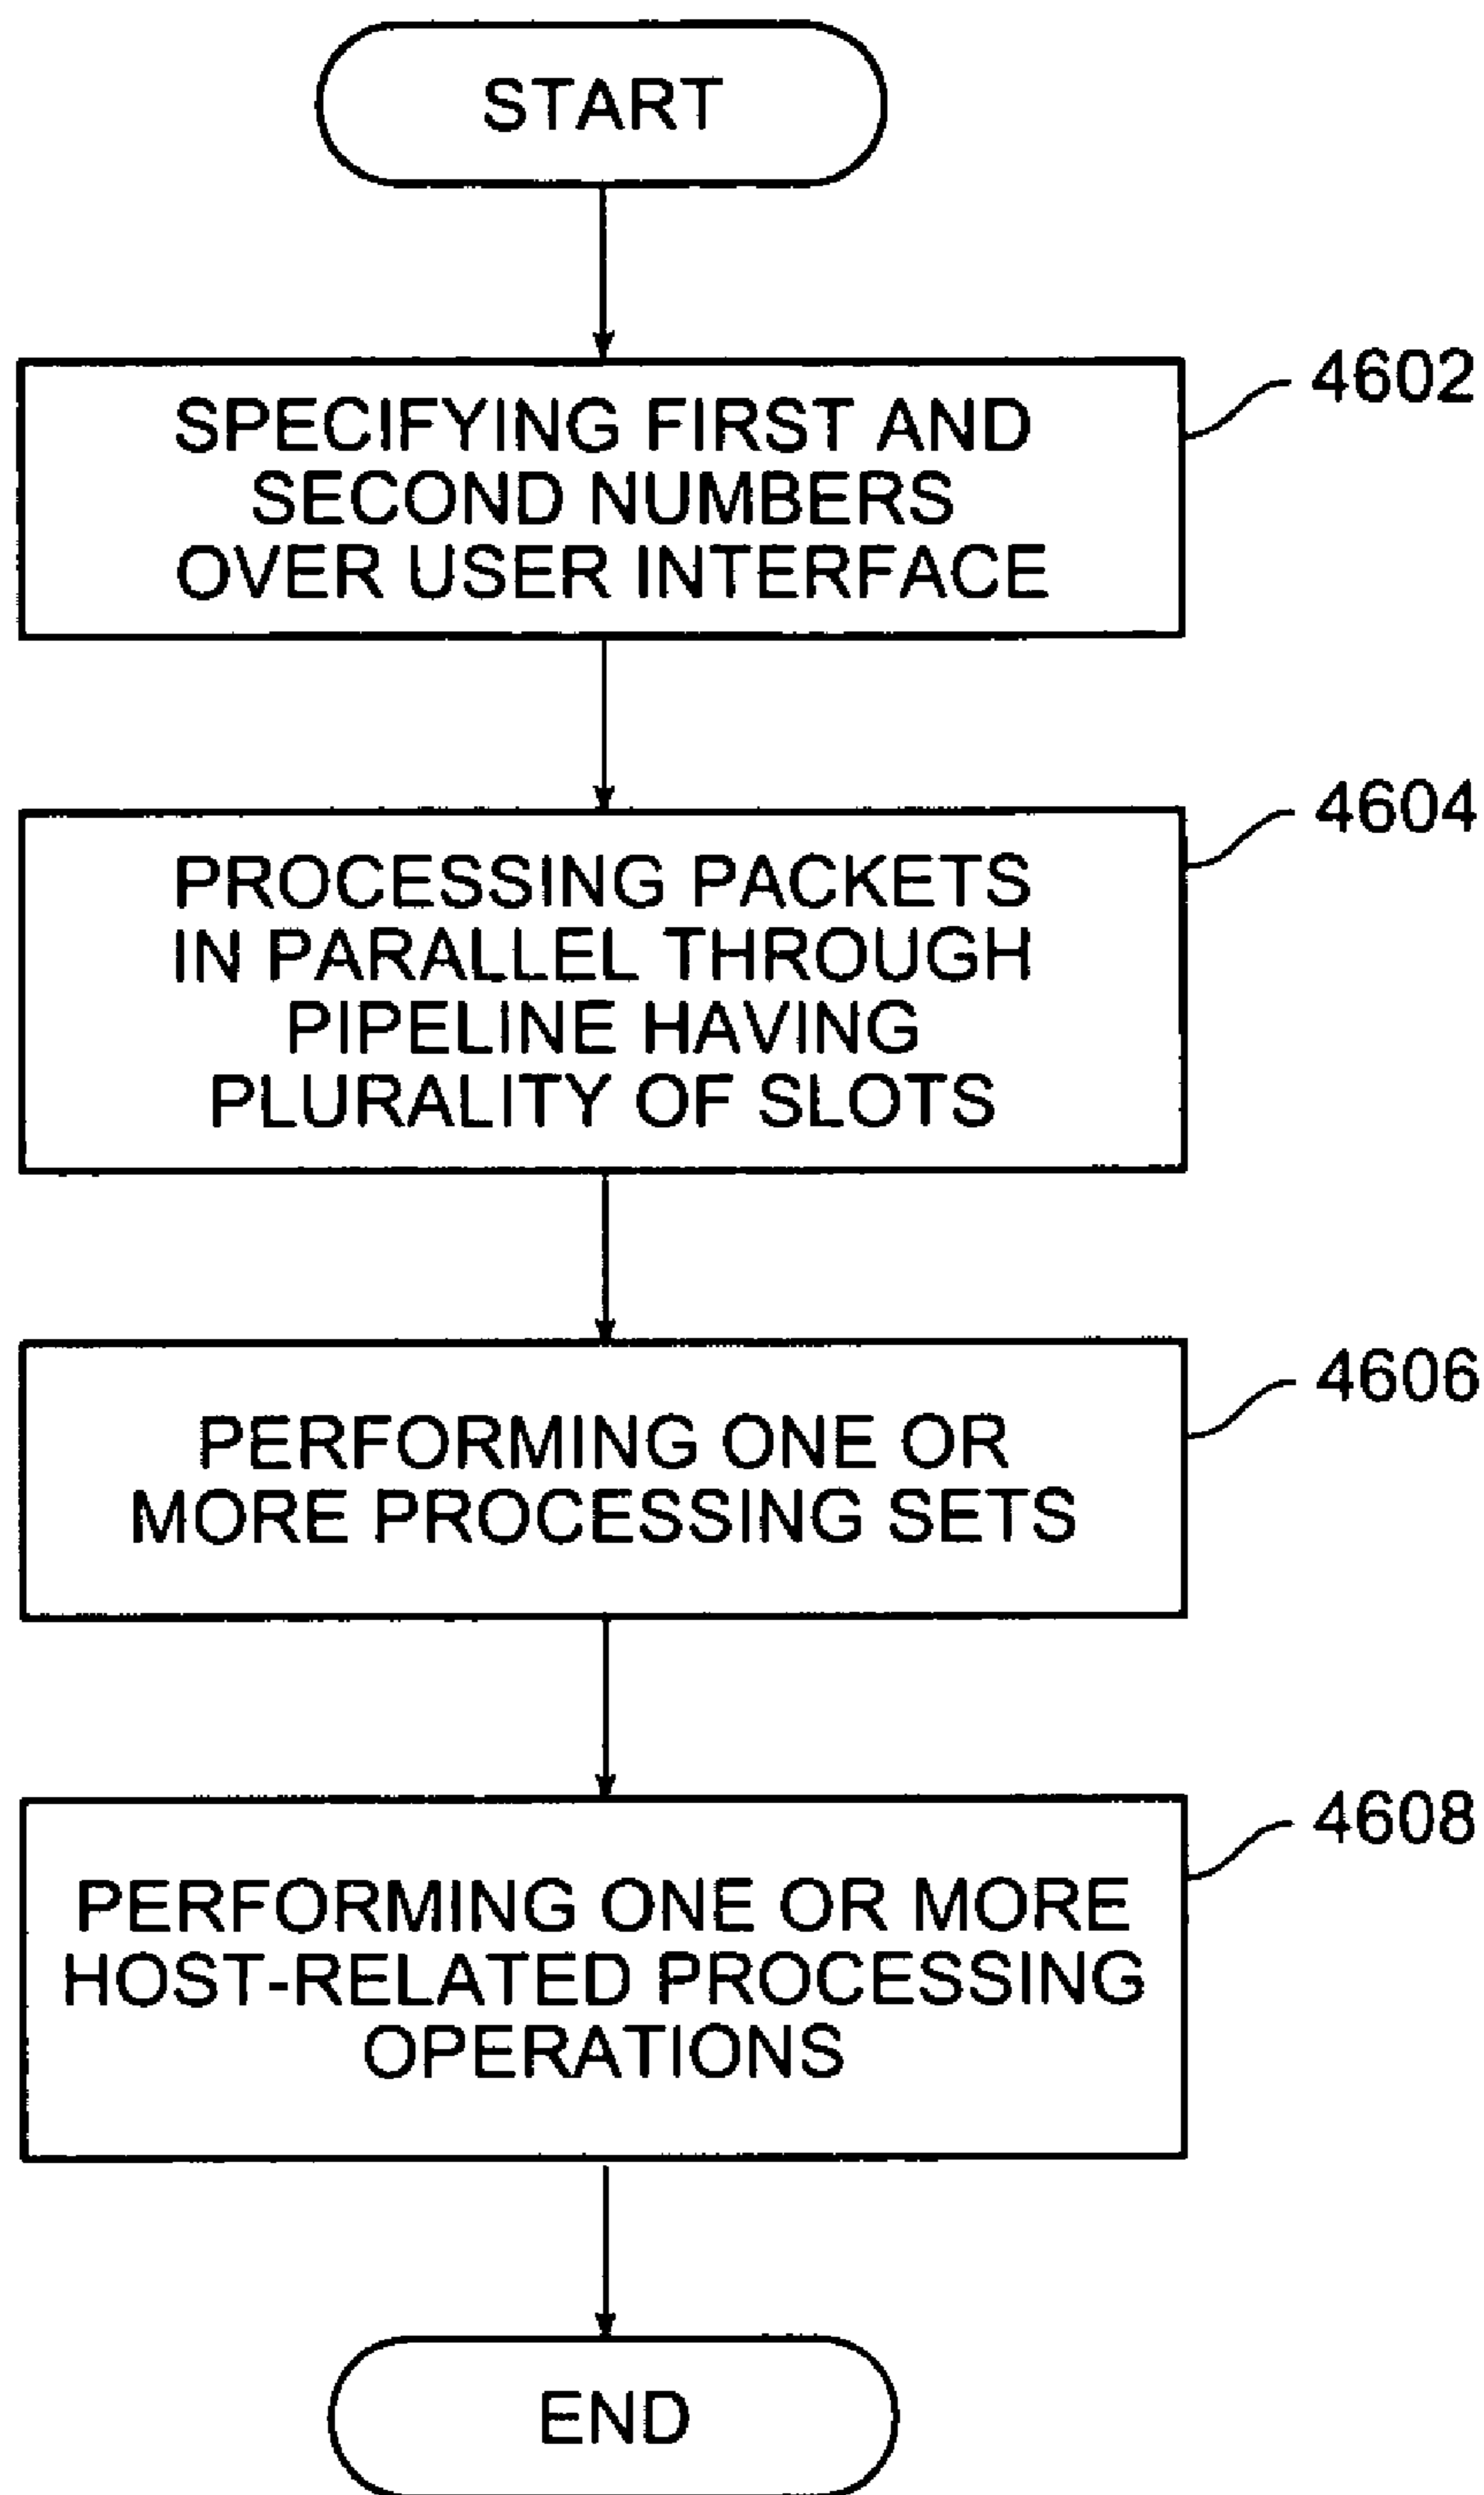 START
4602
SPECIFYING FIRST AND
SECOND NUMBERS
OVER USER INTERFACE
4604
PROCESSING PACKETS
IN PARALLEL THROUGH
PIPELINE HAVING
PLURALITY OF SLOTS
4606
PERFORMING ONE OR
MORE PROCESSING SETS
4608
PERFORMING ONE OR MORE
HOST-RELATED PROCESSING
OPERATIONS
END